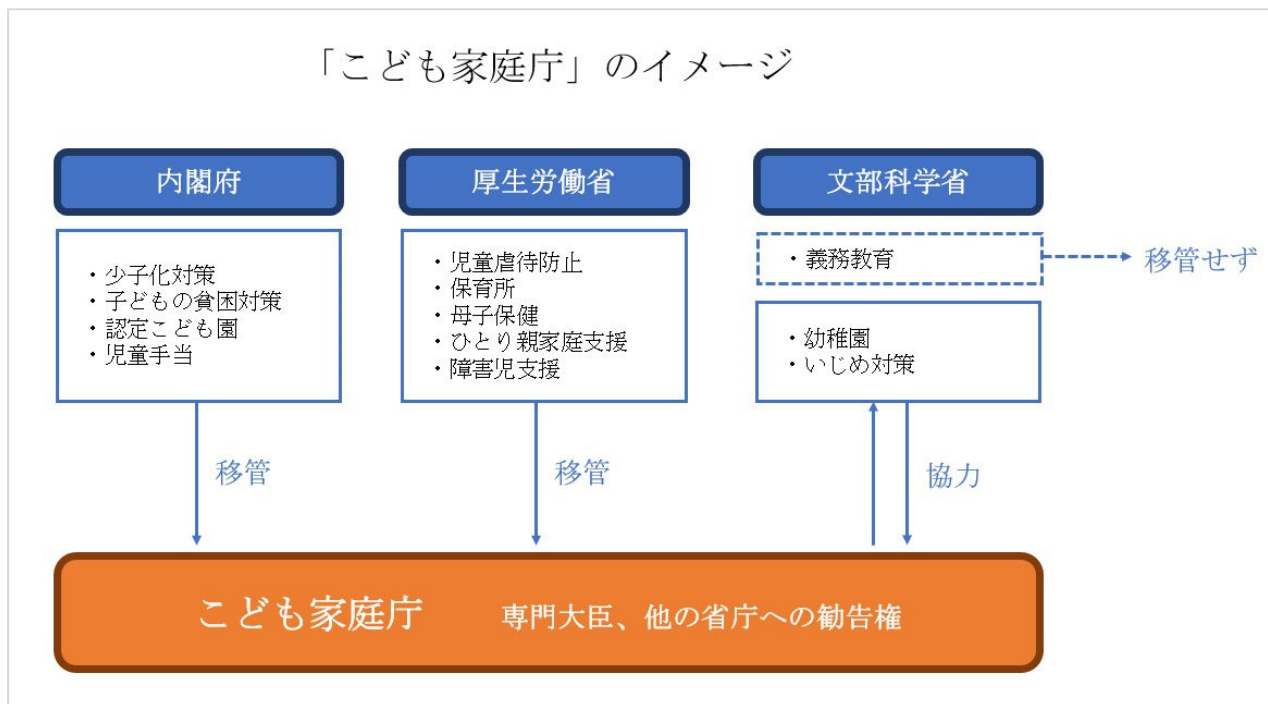 「こども家庭庁」のイメージ
内閣府
・少子化対策
・子どもの貧困対策
・認定こども園
・児童手当
移管
厚生労働省
・児童虐待防止
・保育所
・母子保健
・ひとり親家庭支援
・障害児支援
移管
文部科学省
・義務教育
移管せず
・幼稚園
・いじめ対策
協力
こども家庭庁 専門大臣、他の省庁への勧告権